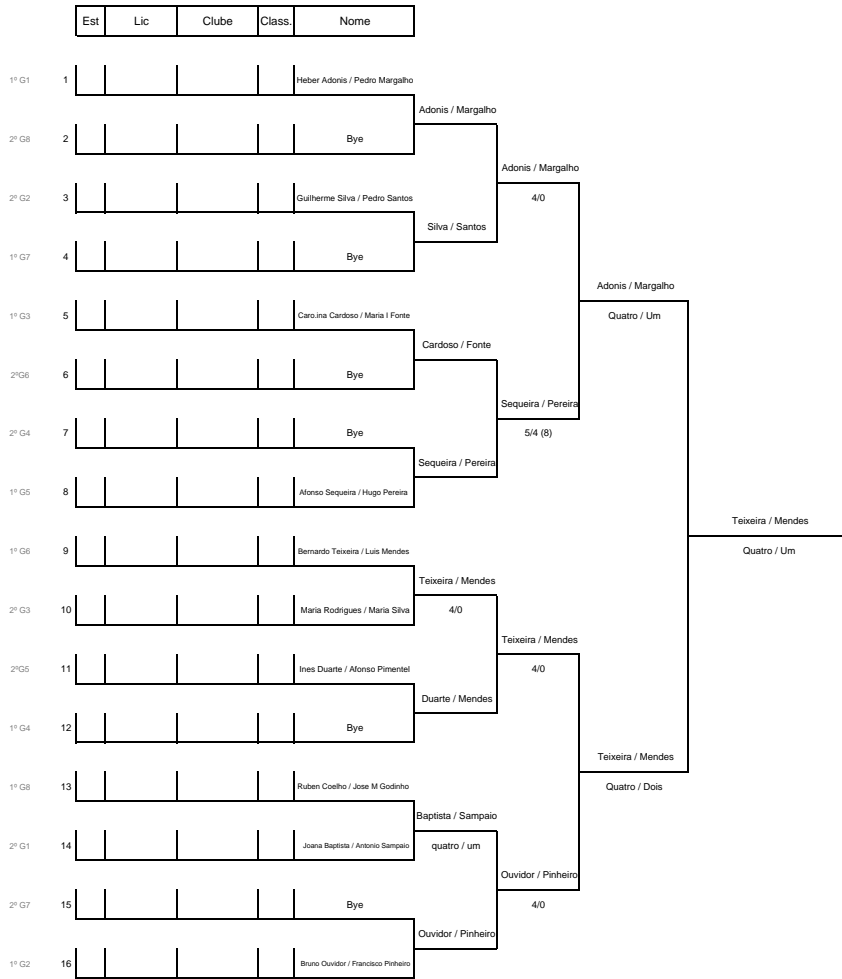 Est Lic Clube Class. Nome
1º G1 1 Heber Adonis / Pedro Margalho
Adonis / Margalho
2º G8 2 Bye
Adonis / Margalho
2º G2 3 Guilherme Silva / Pedro Santos
4/0
Silva / Santos
1º G7 4 Bye
Adonis / Margalho
1º G3 5 Caro.ina Cardoso / Maria I Fonte
Quatro / Um
Cardoso / Fonte
2ºG6 6 Bye
Sequeira / Pereira
2º G4 7 Bye
5/4 (8)
Sequeira / Pereira
1º G5 8 Afonso Sequeira / Hugo Pereira
Teixeira / Mendes
1º G6 9 Bernardo Teixeira / Luis Mendes
Quatro / Um
Teixeira / Mendes
2º G3 10 Maria Rodrigues / Maria Silva
4/0
Teixeira / Mendes
2ºG5 11 Ines Duarte / Afonso Pimentel
4/0
Duarte / Mendes
1º G4 12 Bye
Teixeira / Mendes
1º G8 13 Ruben Coelho / Jose M Godinho
Quatro / Dois
Baptista / Sampaio
2º G1 14 Joana Baptista / Antonio Sampaio
quatro / um
Ouvidor / Pinheiro
2º G7 15 Bye
4/0
Ouvidor / Pinheiro
1º G2 16 Bruno Ouvidor / Francisco Pinheiro